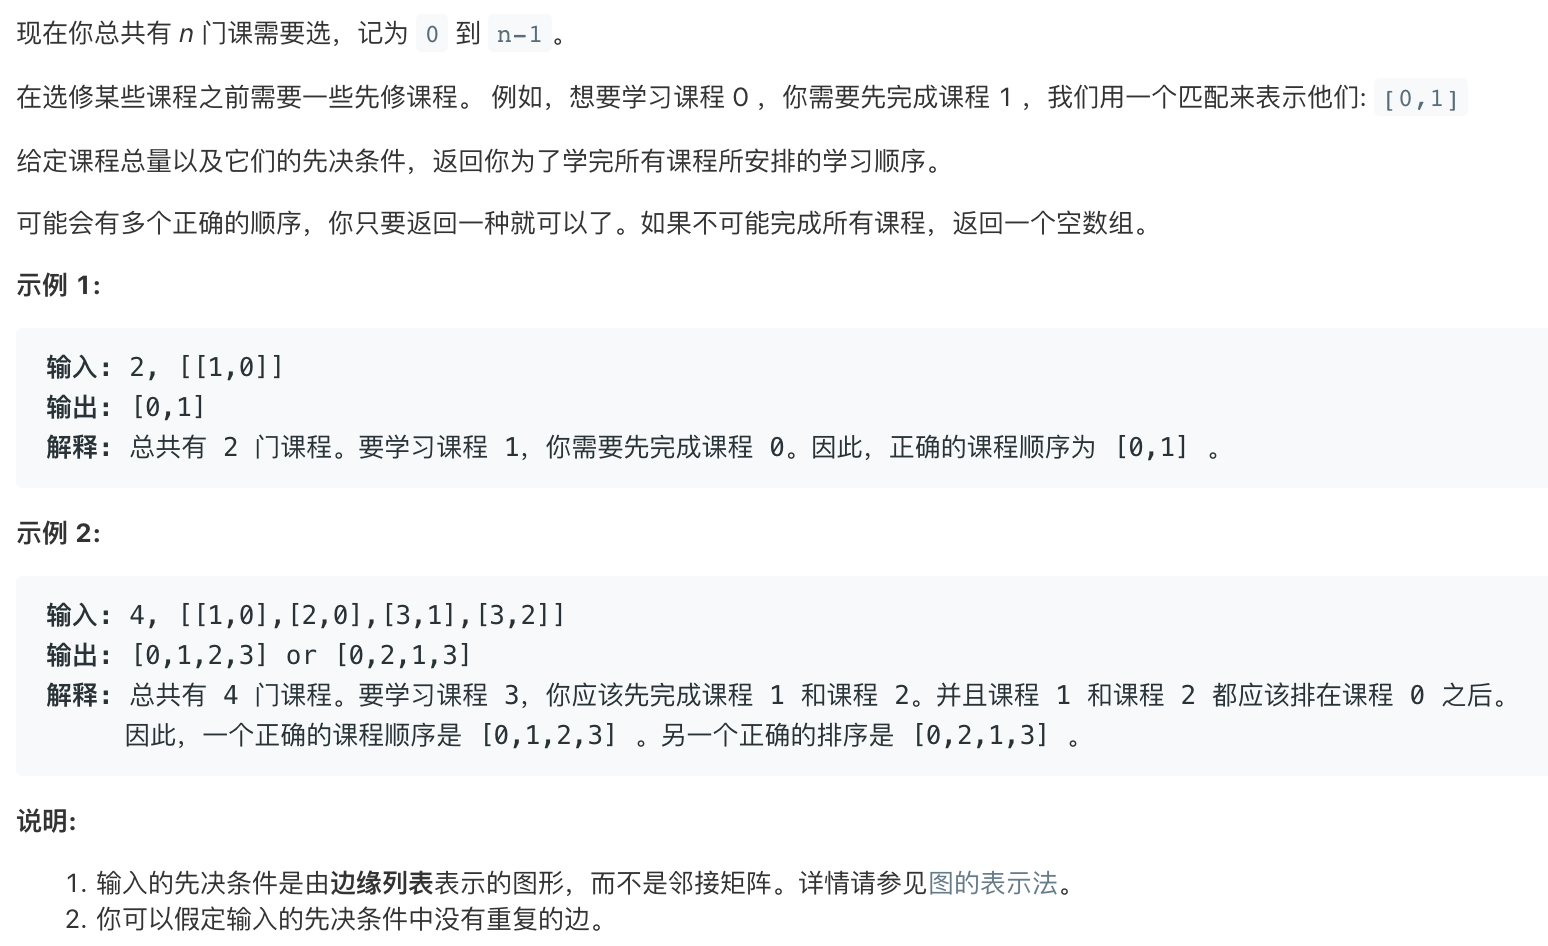 现在你总共有 n 门课需要选，记为 0 到 n-1。
在选修某些课程之前需要一些先修课程。 例如，想要学习课程 0 ，你需要先完成课程 1 ，我们用一个匹配来表示他们: [0,1]
给定课程总量以及它们的先决条件，返回你为了学完所有课程所安排的学习顺序。
可能会有多个正确的顺序，你只要返回一种就可以了。如果不可能完成所有课程，返回一个空数组。
示例 1:
输入: 2, [[1,0]]
输出: [0,1]
解释: 总共有 2 门课程。要学习课程 1，你需要先完成课程 0。因此，正确的课程顺序为 [0,1] 。
示例 2:
输入: 4, [[1,0],[2,0],[3,1],[3,2]]
输出: [0,1,2,3] or [0,2,1,3]
解释: 总共有 4 门课程。要学习课程 3，你应该先完成课程 1 和课程 2。并且课程 1 和课程 2 都应该排在课程 0 之后。
因此，一个正确的课程顺序是 [0,1,2,3] 。另一个正确的排序是 [0,2,1,3] 。
说明:
1. 输入的先决条件是由边缘列表表示的图形，而不是邻接矩阵。详情请参见图的表示法。
2. 你可以假定输入的先决条件中没有重复的边。